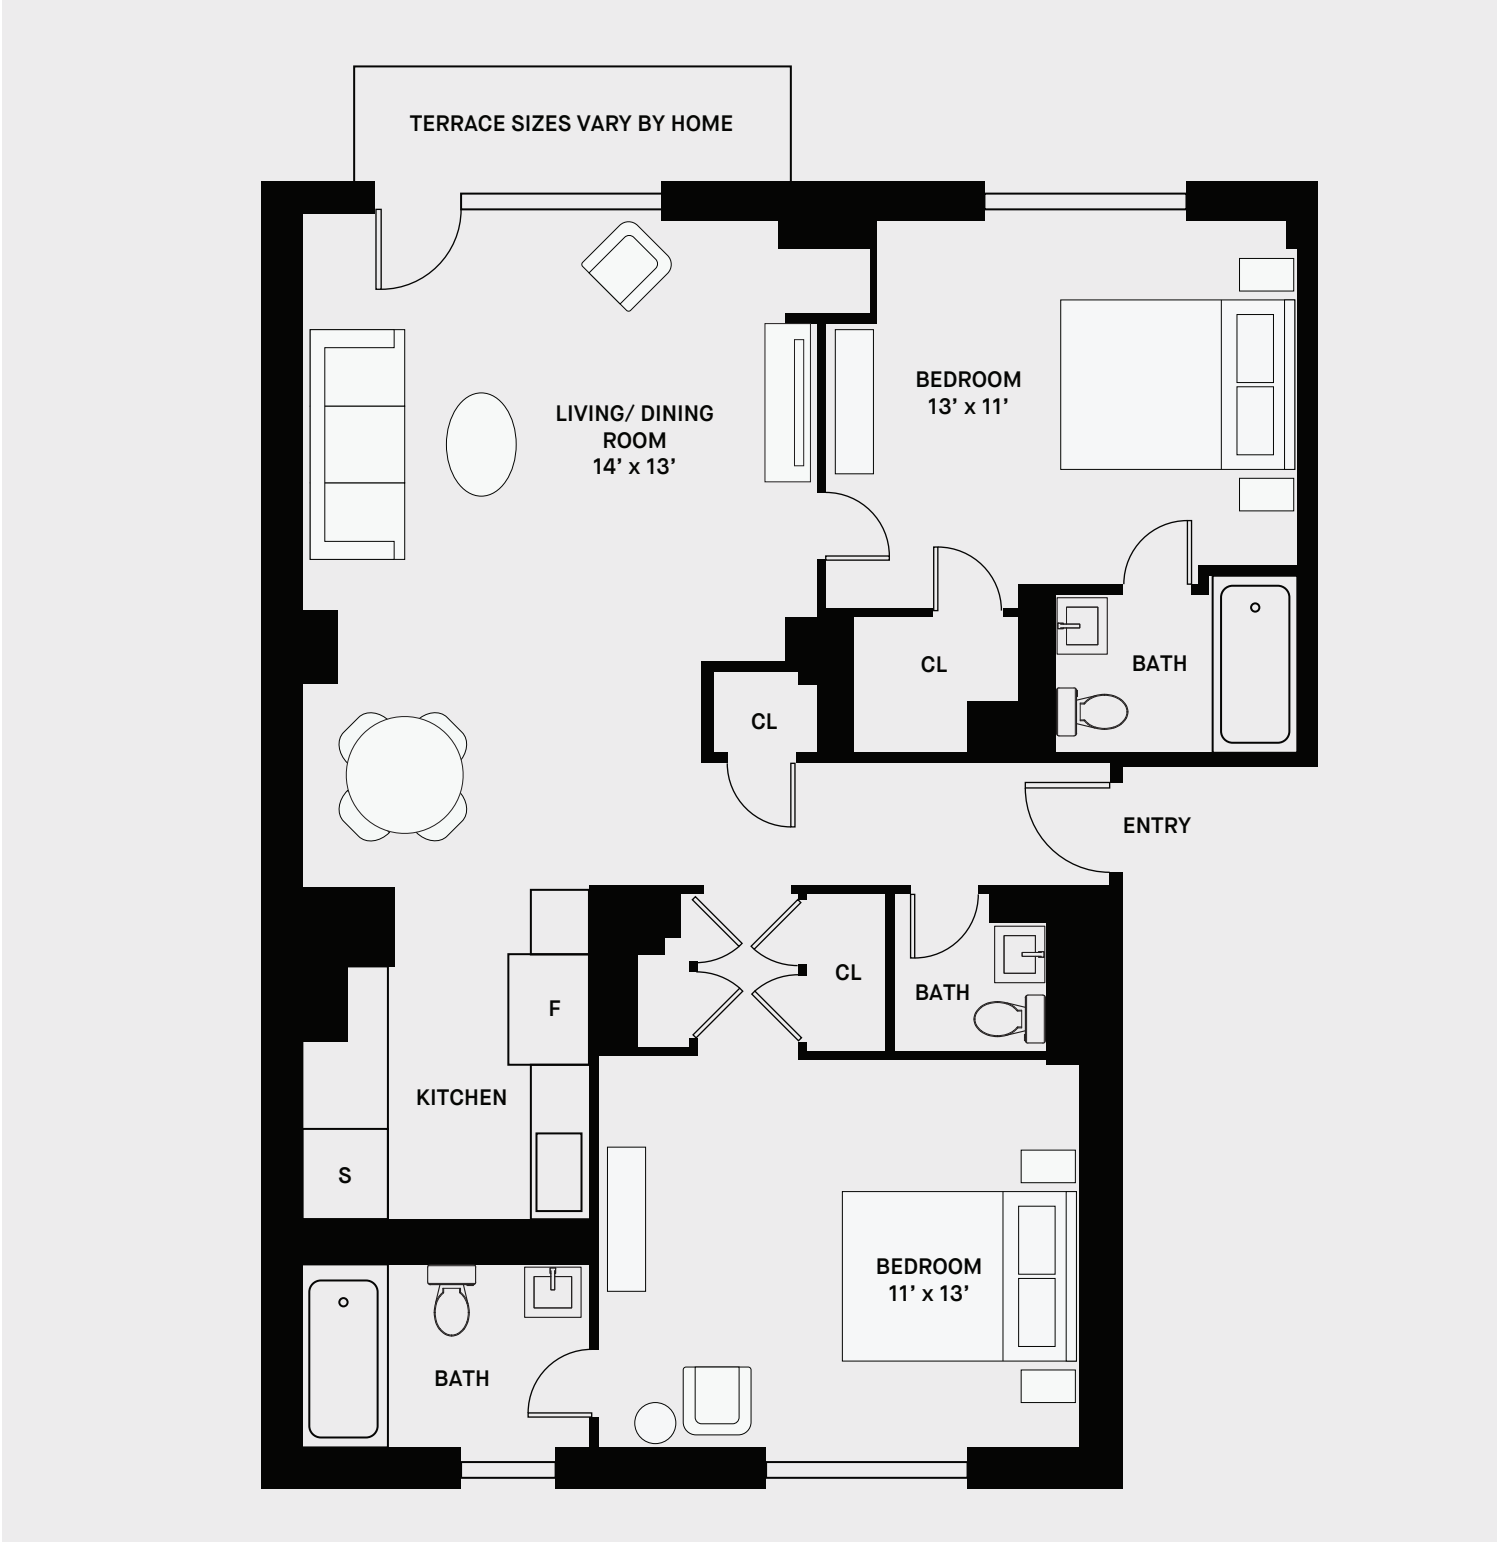 TERRACE SIZES VARY BY HOME
BEDROOM
13’ x 11’
LIVING/ DINING
ROOM
14’ x 13’
CL
BATH
CL
ENTRY
CL
BATH
F
KITCHEN
S
BEDROOM
11’ x 13’
BATH